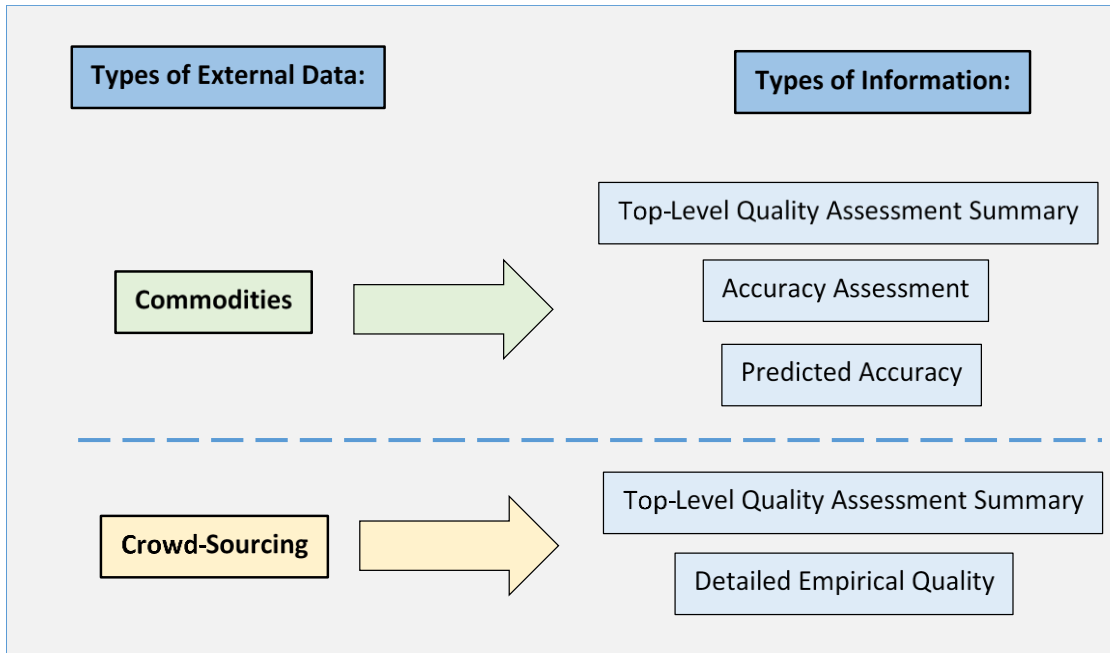 Types of External Data:
Types of Information:
Top-Level Quality Assessment Summary
Commodities
Accuracy Assessment
Predicted Accuracy
Top-Level Quality Assessment Summary
Crowd-Sourcing
Detailed Empirical Quality